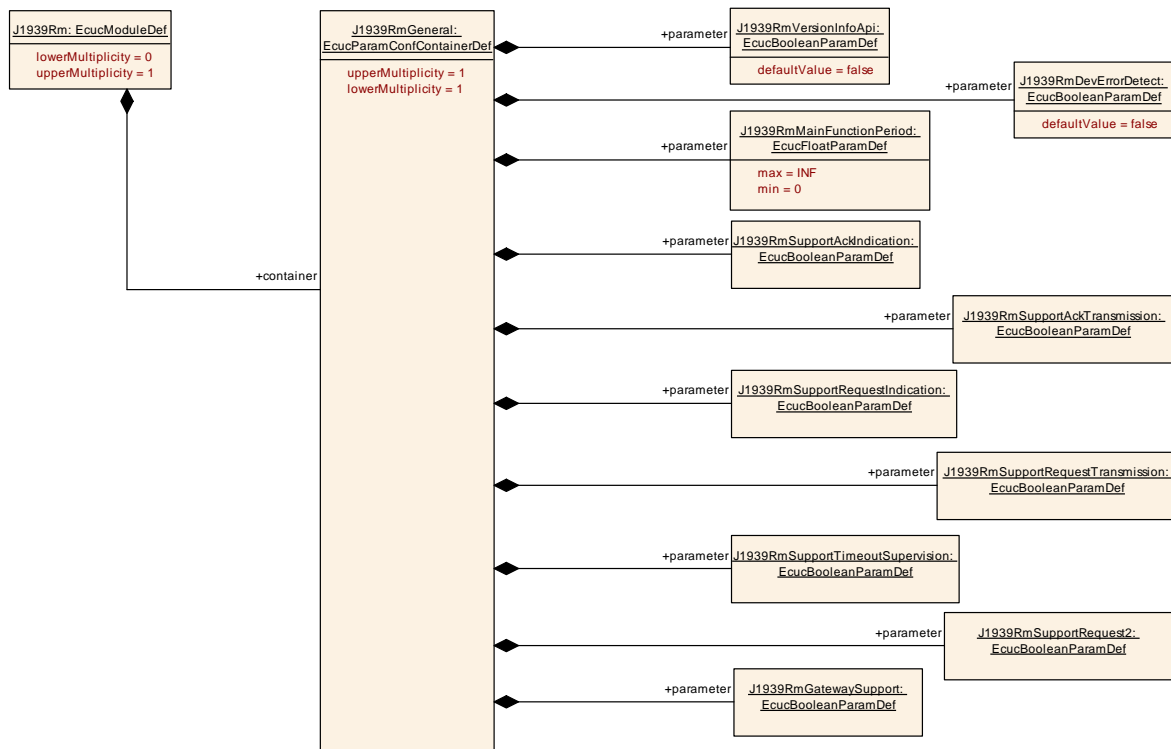 J1939Rm: EcucModuleDef
lowerMultiplicity = 0
upperMultiplicity = 1
+container
J1939RmGeneral:
EcucParamConfContainerDef
upperMultiplicity = 1
lowerMultiplicity = 1
+parameter
J1939RmVersionInfoApi:
EcucBooleanParamDef
defaultValue = false
+parameter
J1939RmDevErrorDetect:
EcucBooleanParamDef
defaultValue = false
+parameter
J1939RmMainFunctionPeriod:
EcucFloatParamDef
max = INF
min = 0
+parameter
J1939RmSupportAckIndication:
EcucBooleanParamDef
+parameter
J1939RmSupportAckTransmission:
EcucBooleanParamDef
+parameter
J1939RmSupportRequestIndication:
EcucBooleanParamDef
+parameter
J1939RmSupportRequestTransmission:
EcucBooleanParamDef
+parameter
J1939RmSupportTimeoutSupervision:
EcucBooleanParamDef
+parameter
J1939RmSupportRequest2:
EcucBooleanParamDef
+parameter
J1939RmGatewaySupport:
EcucBooleanParamDef